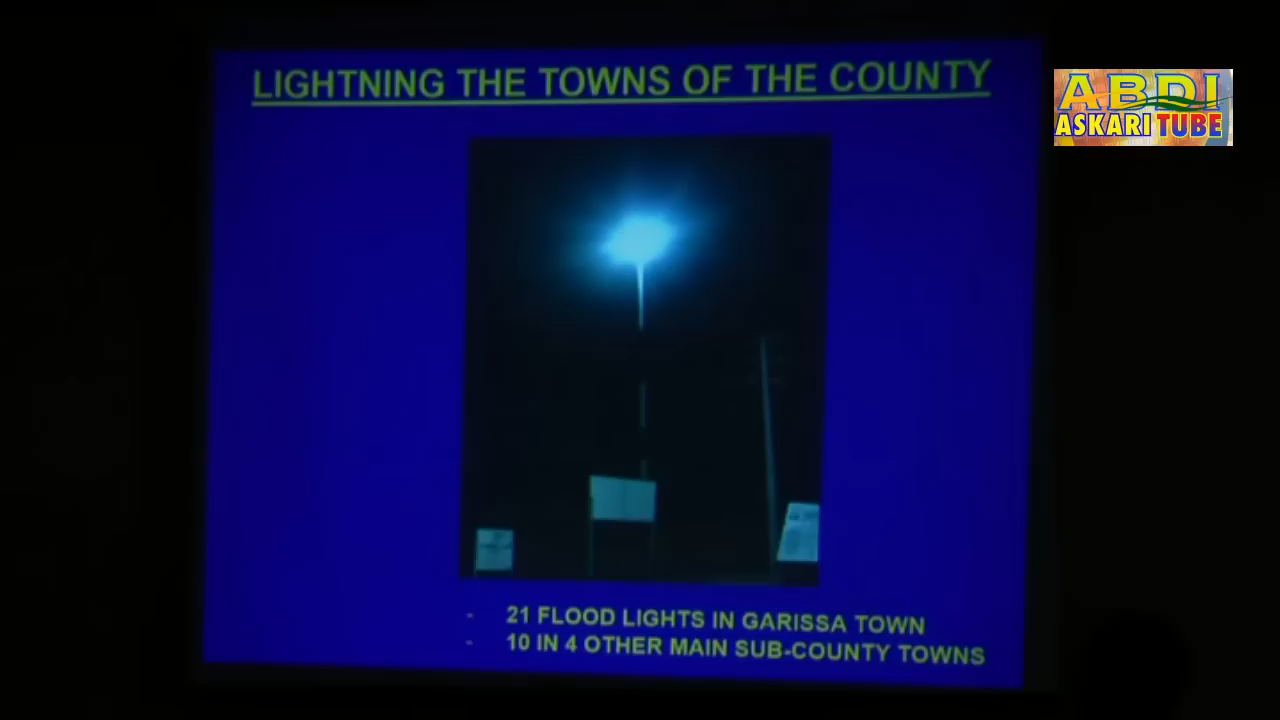 LIGHTNING THE TOWNS OF THE COUNTY
ABDI
ASKARI TUBE
- 21 FLOOD LIGHTS IN GARISSA TOWN
- 10 IN 4 OTHER MAIN SUB-COUNTY TOWNS